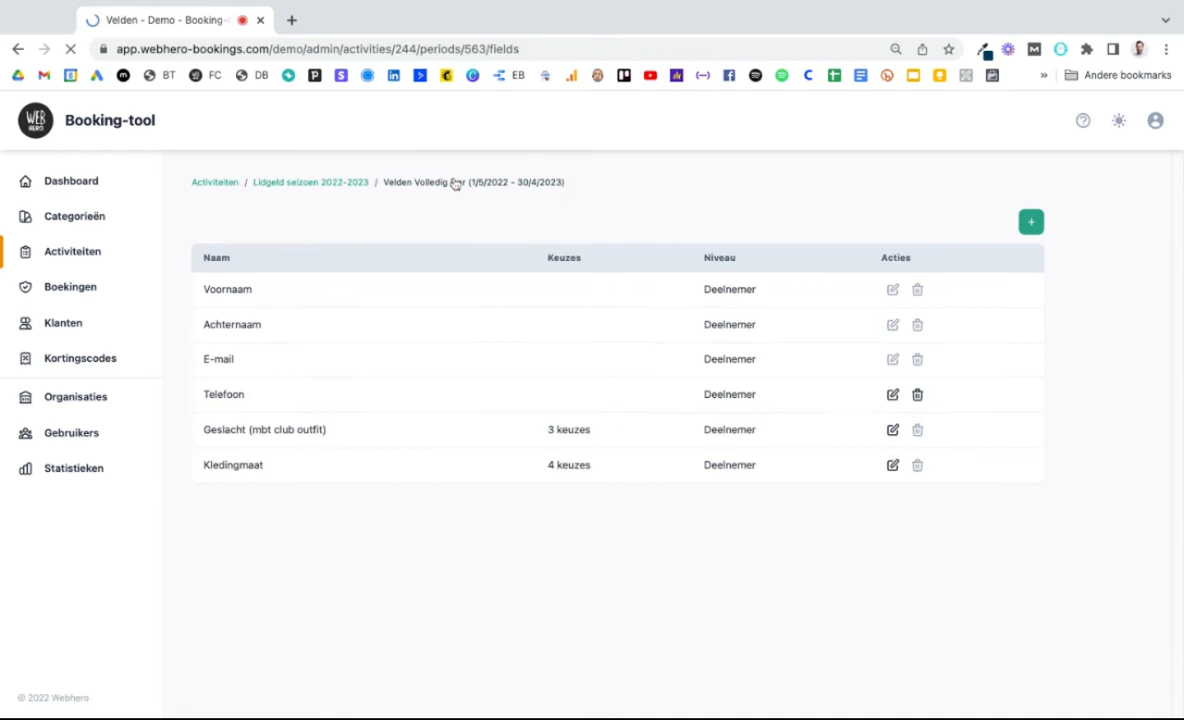 Velden - Demo - Booking-
app.webhero-bookings.com/demo/admin/activities/244/periods/563/fields
BT FC DB EB » Andere bookmarks
WEB HERO Booking-tool
Dashboard
Categorieën
Activiteiten
Boekingen
Klanten
Kortingscodes
Organisaties
Gebruikers
Statistieken
© 2022 Webhero
Activiteiten / Lidgeld seizoen 2022-2023 / Velden Volledig (1/5/2022 - 30/4/2023)
+
Naam Keuzes Niveau Acties
Voornaam Deelnemer
Achternaam Deelnemer
E-mail Deelnemer
Telefoon Deelnemer
Geslacht (mbt club outfit) 3 keuzes Deelnemer
Kledingmaat 4 keuzes Deelnemer